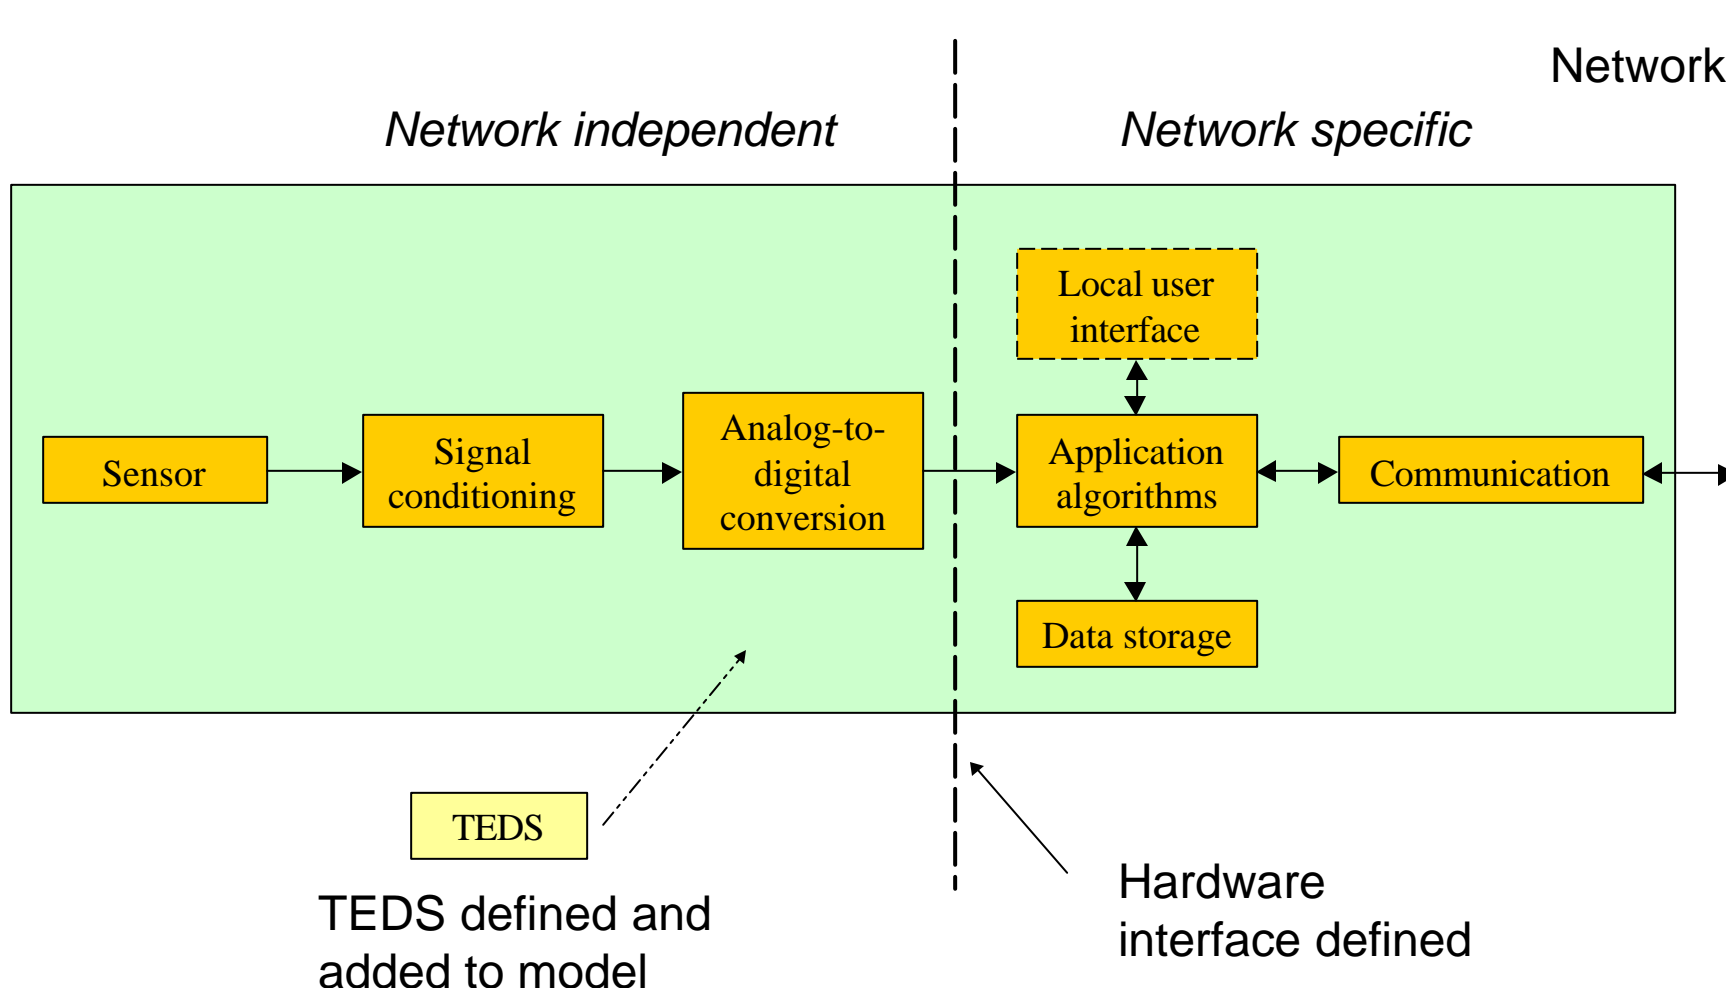 Network
Network independent
Network specific
Local user
interface
Sensor
Signal
conditioning
Analog-to-
digital
conversion
Application
algorithms
Communication
Data storage
TEDS
TEDS defined and
added to model
Hardware
interface defined